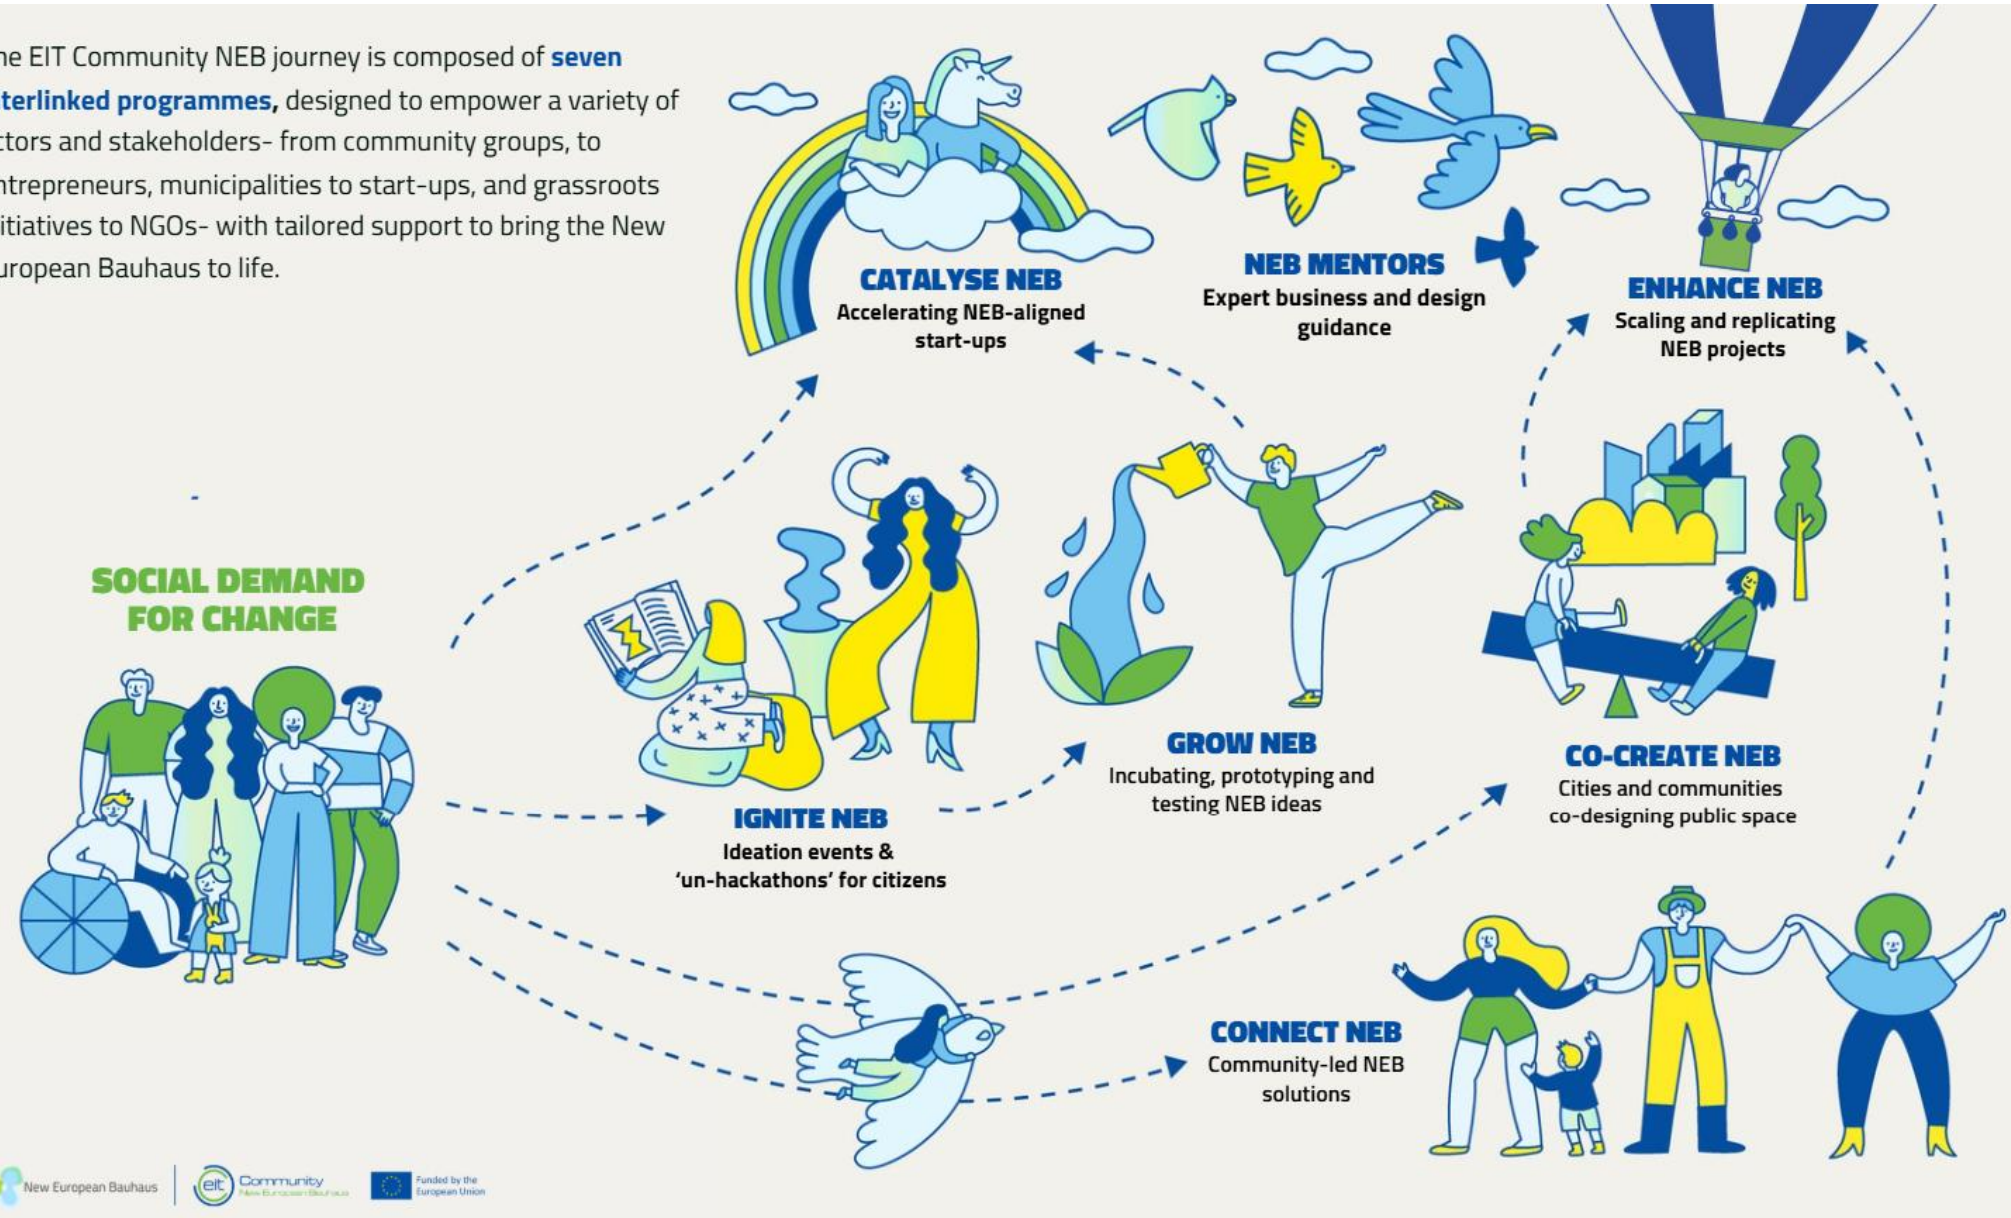 he EIT Community NEB journey is composed of seven
terlinked programmes, designed to empower a variety of
ctors and stakeholders- from community groups, to
ntrepreneurs, municipalities to start-ups, and grassroots
itiatives to NGOs- with tailored support to bring the New
uropean Bauhaus to life.
CATALYSE NEB
Accelerating NEB-aligned
start-ups
NEB MENTORS
Expert business and design
guidance
ENHANCE NEB
Scaling and replicating
NEB projects
SOCIAL DEMAND
FOR CHANGE
IGNITE NEB
Ideation events &
‘un-hackathons’ for citizens
GROW NEB
Incubating, prototyping and
testing NEB ideas
CO-CREATE NEB
Cities and communities
co-designing public space
CONNECT NEB
Community-led NEB
solutions
New European Bauhaus
eit Community
New European Bauhaus
Funded by the
European Union